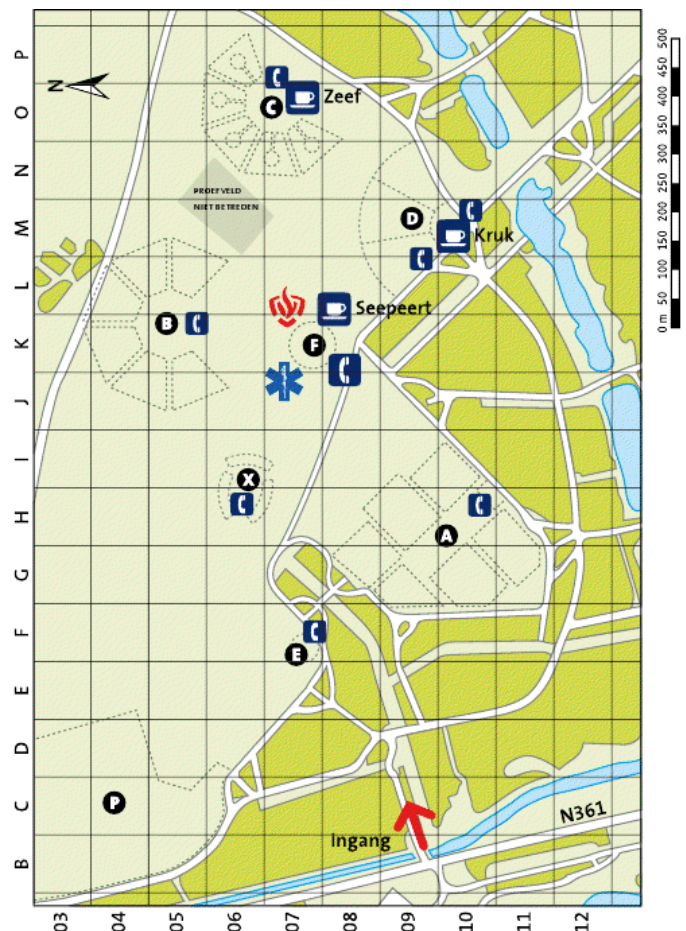 P
O
N
M
L
K
J
I
H
G
F
E
D
C
B
N
C
Zeef
PROEFVELD
NIET BETREDEN
D
Kruk
Seepeert
B
F
X
A
E
P
Ingang
N361
03
04
05
06
07
08
09
10
11
12
500
450
400
350
300
250
200
150
100
50
0 m